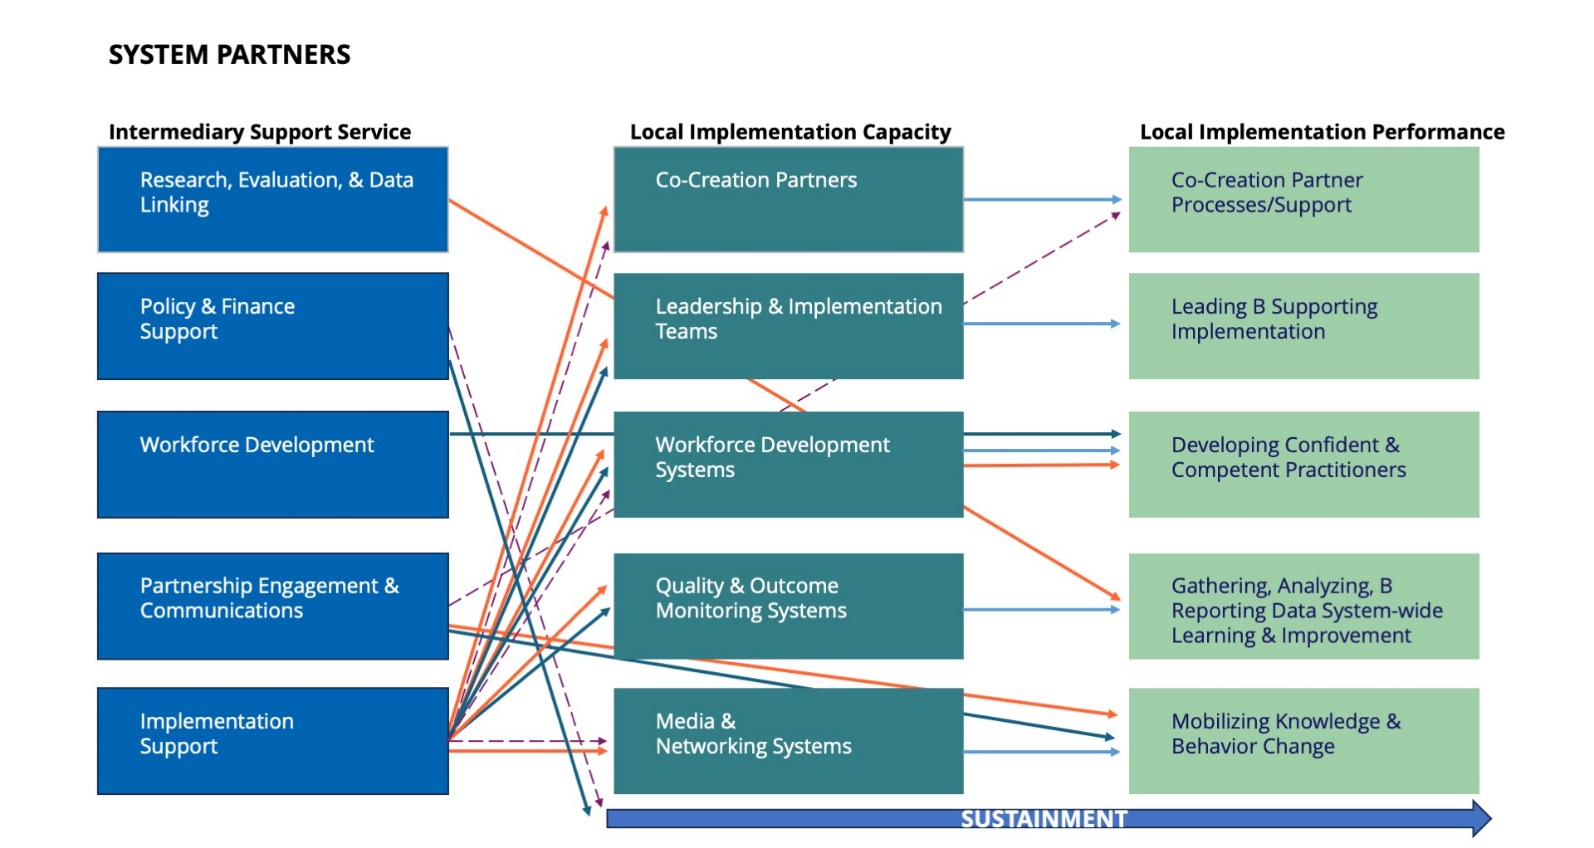 SYSTEM PARTNERS
Intermediary Support Service
Research, Evaluation, & Data
Linking
Policy & Finance
Support
Workforce Development
Partnership Engagement &
Communications
Implementation
Support
Local Implementation Capacity
Co-Creation Partners
Leadership & Implementation
Teams
Workforce Development
Systems
Quality & Outcome
Monitoring Systems
Media &
Networking Systems
Local Implementation Performance
Co-Creation Partner
Processes/Support
Leading B Supporting
Implementation
Developing Confident &
Competent Practitioners
Gathering, Analyzing, B
Reporting Data System-wide
Learning & Improvement
Mobilizing Knowledge &
Behavior Change
SUSTAINMENT